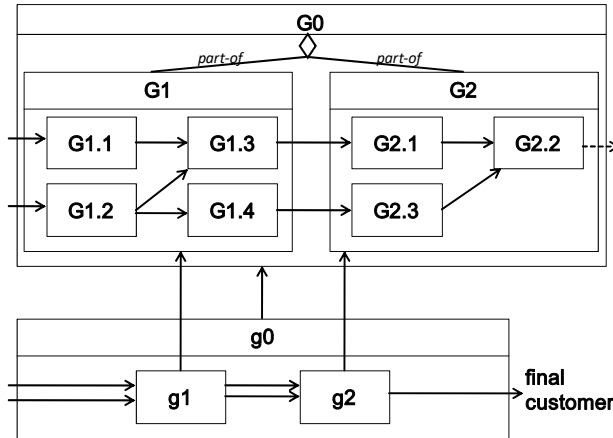 G0
part-of part-of
G1 G2
G1.1 G1.3 G2.1 G2.2
G1.2 G1.4 G2.3
g0
g1 g2 final
customer